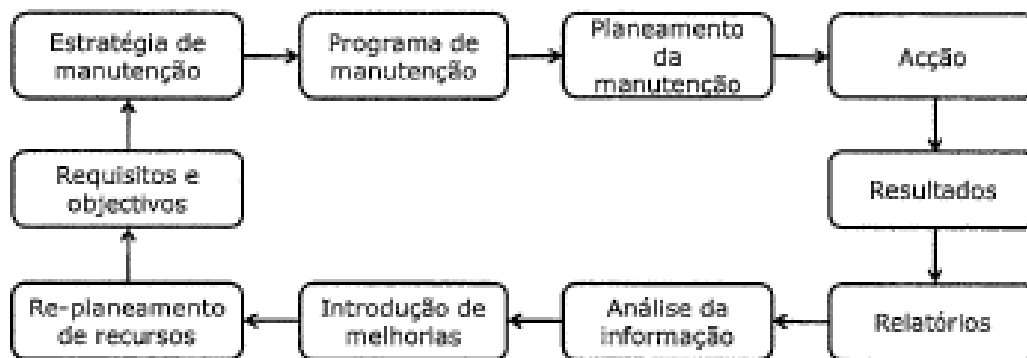 Estratégia de
manutenção
Programa de
manutenção
Planeamento
da
manutenção
Acção
Requisitos e
objectivos
Resultados
Re-planeamento
de recursos
Introdução de
melhorias
Análise da
informação
Relatórios